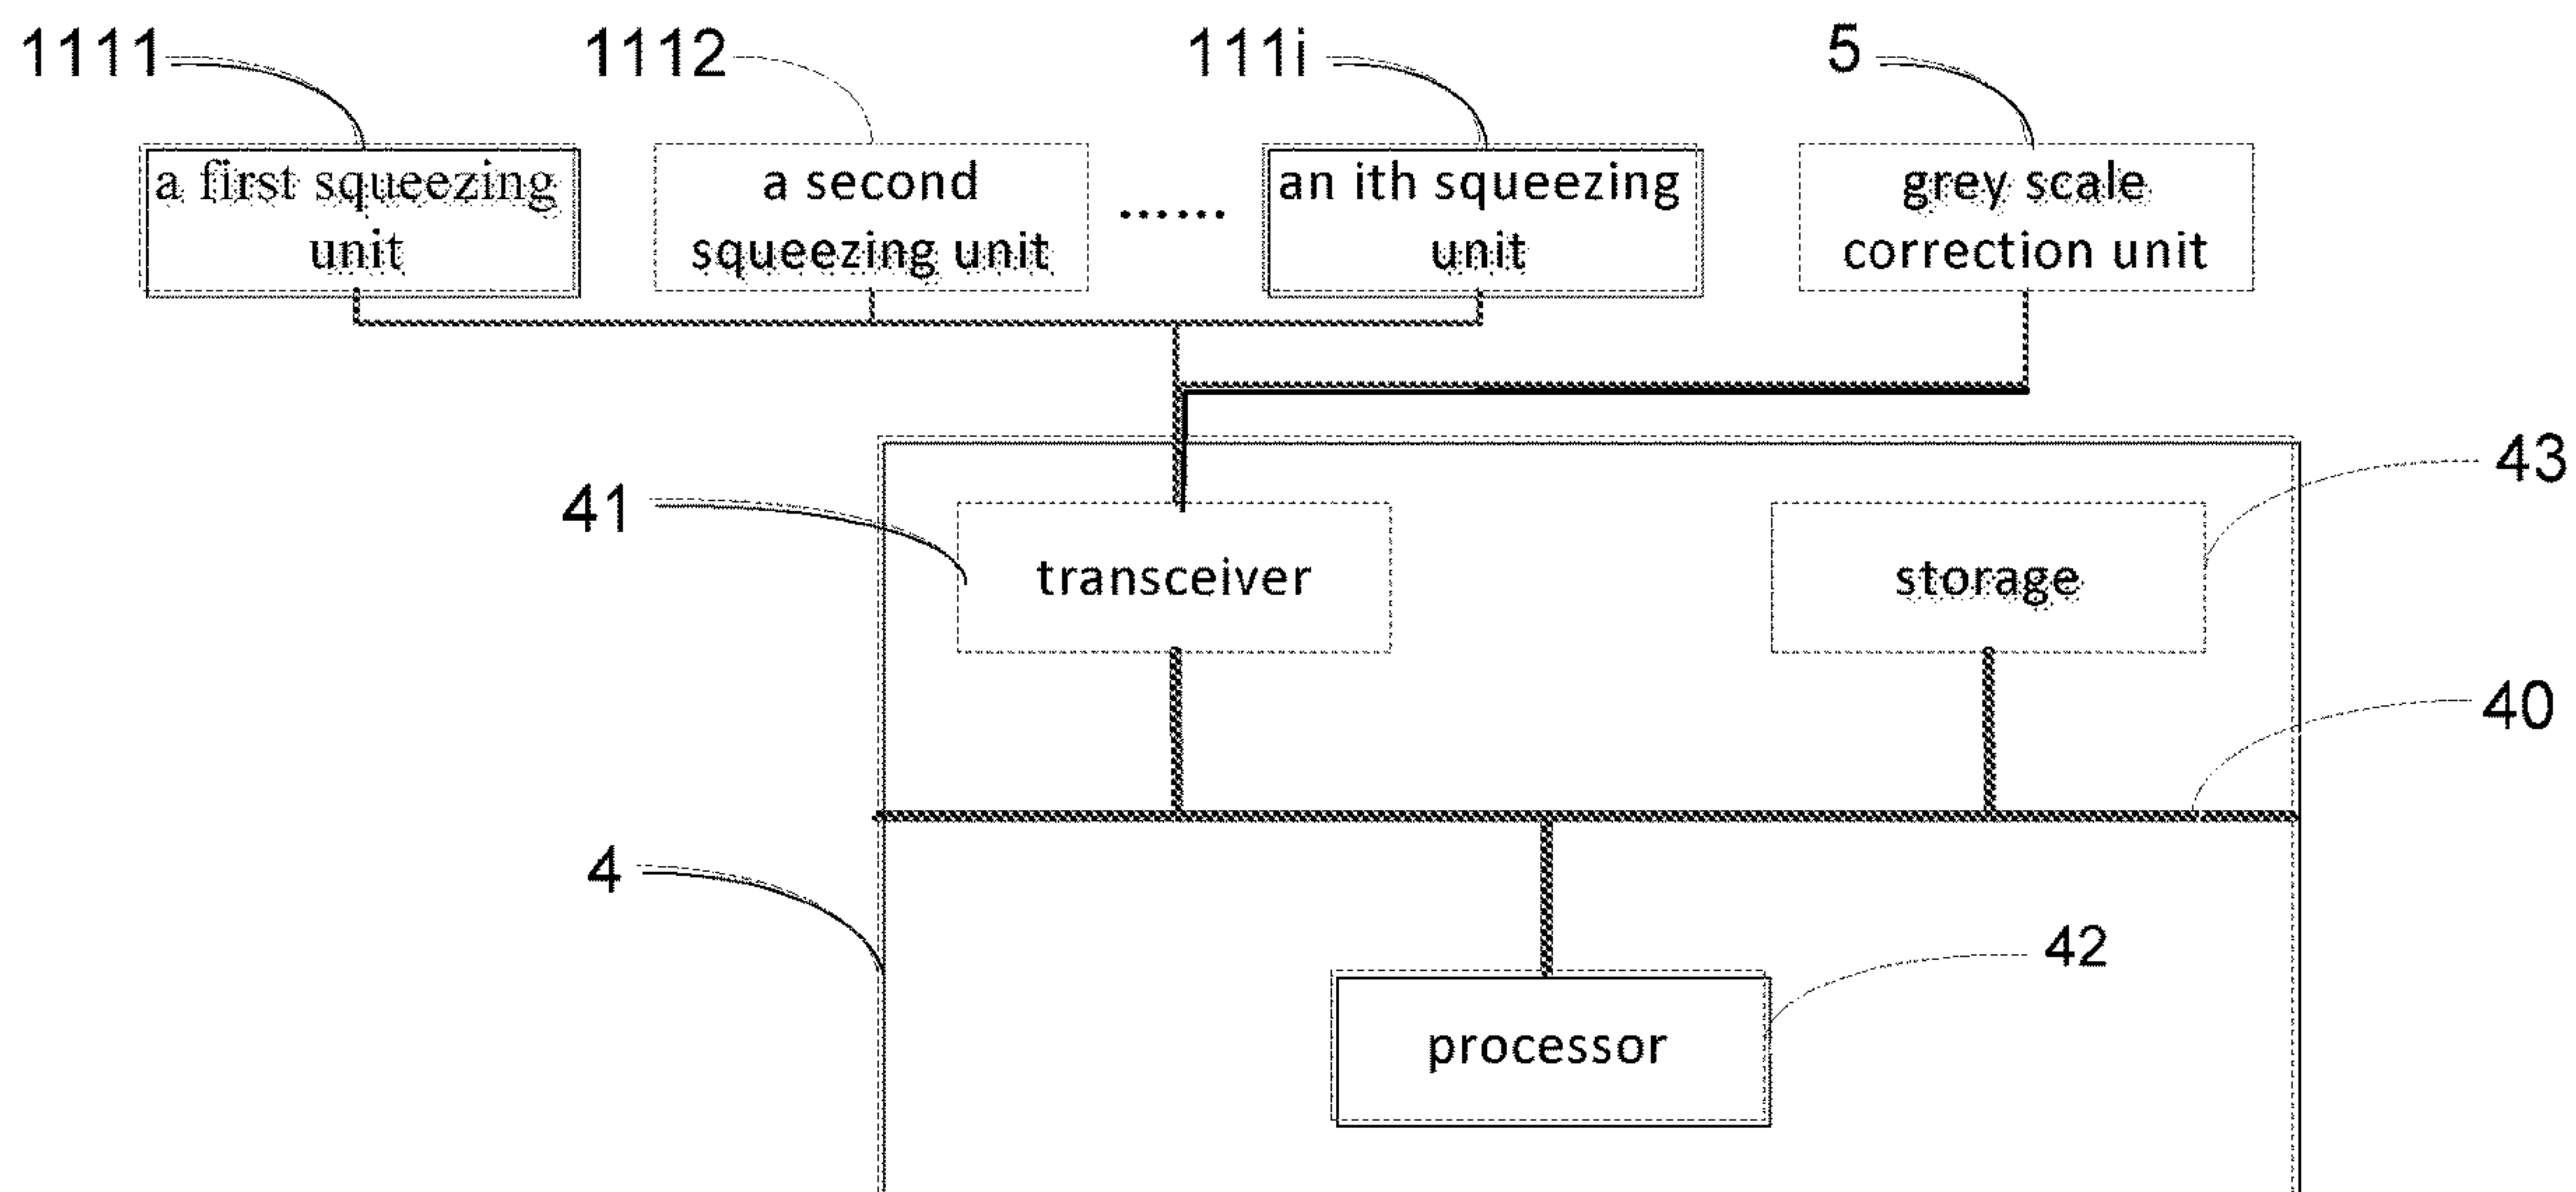 1111
1112
111i
5
a first squeezing
unit
a second
squeezing unit
......
an ith squeezing
unit
grey scale
correction unit
43
41
transceiver
storage
40
4
42
processor